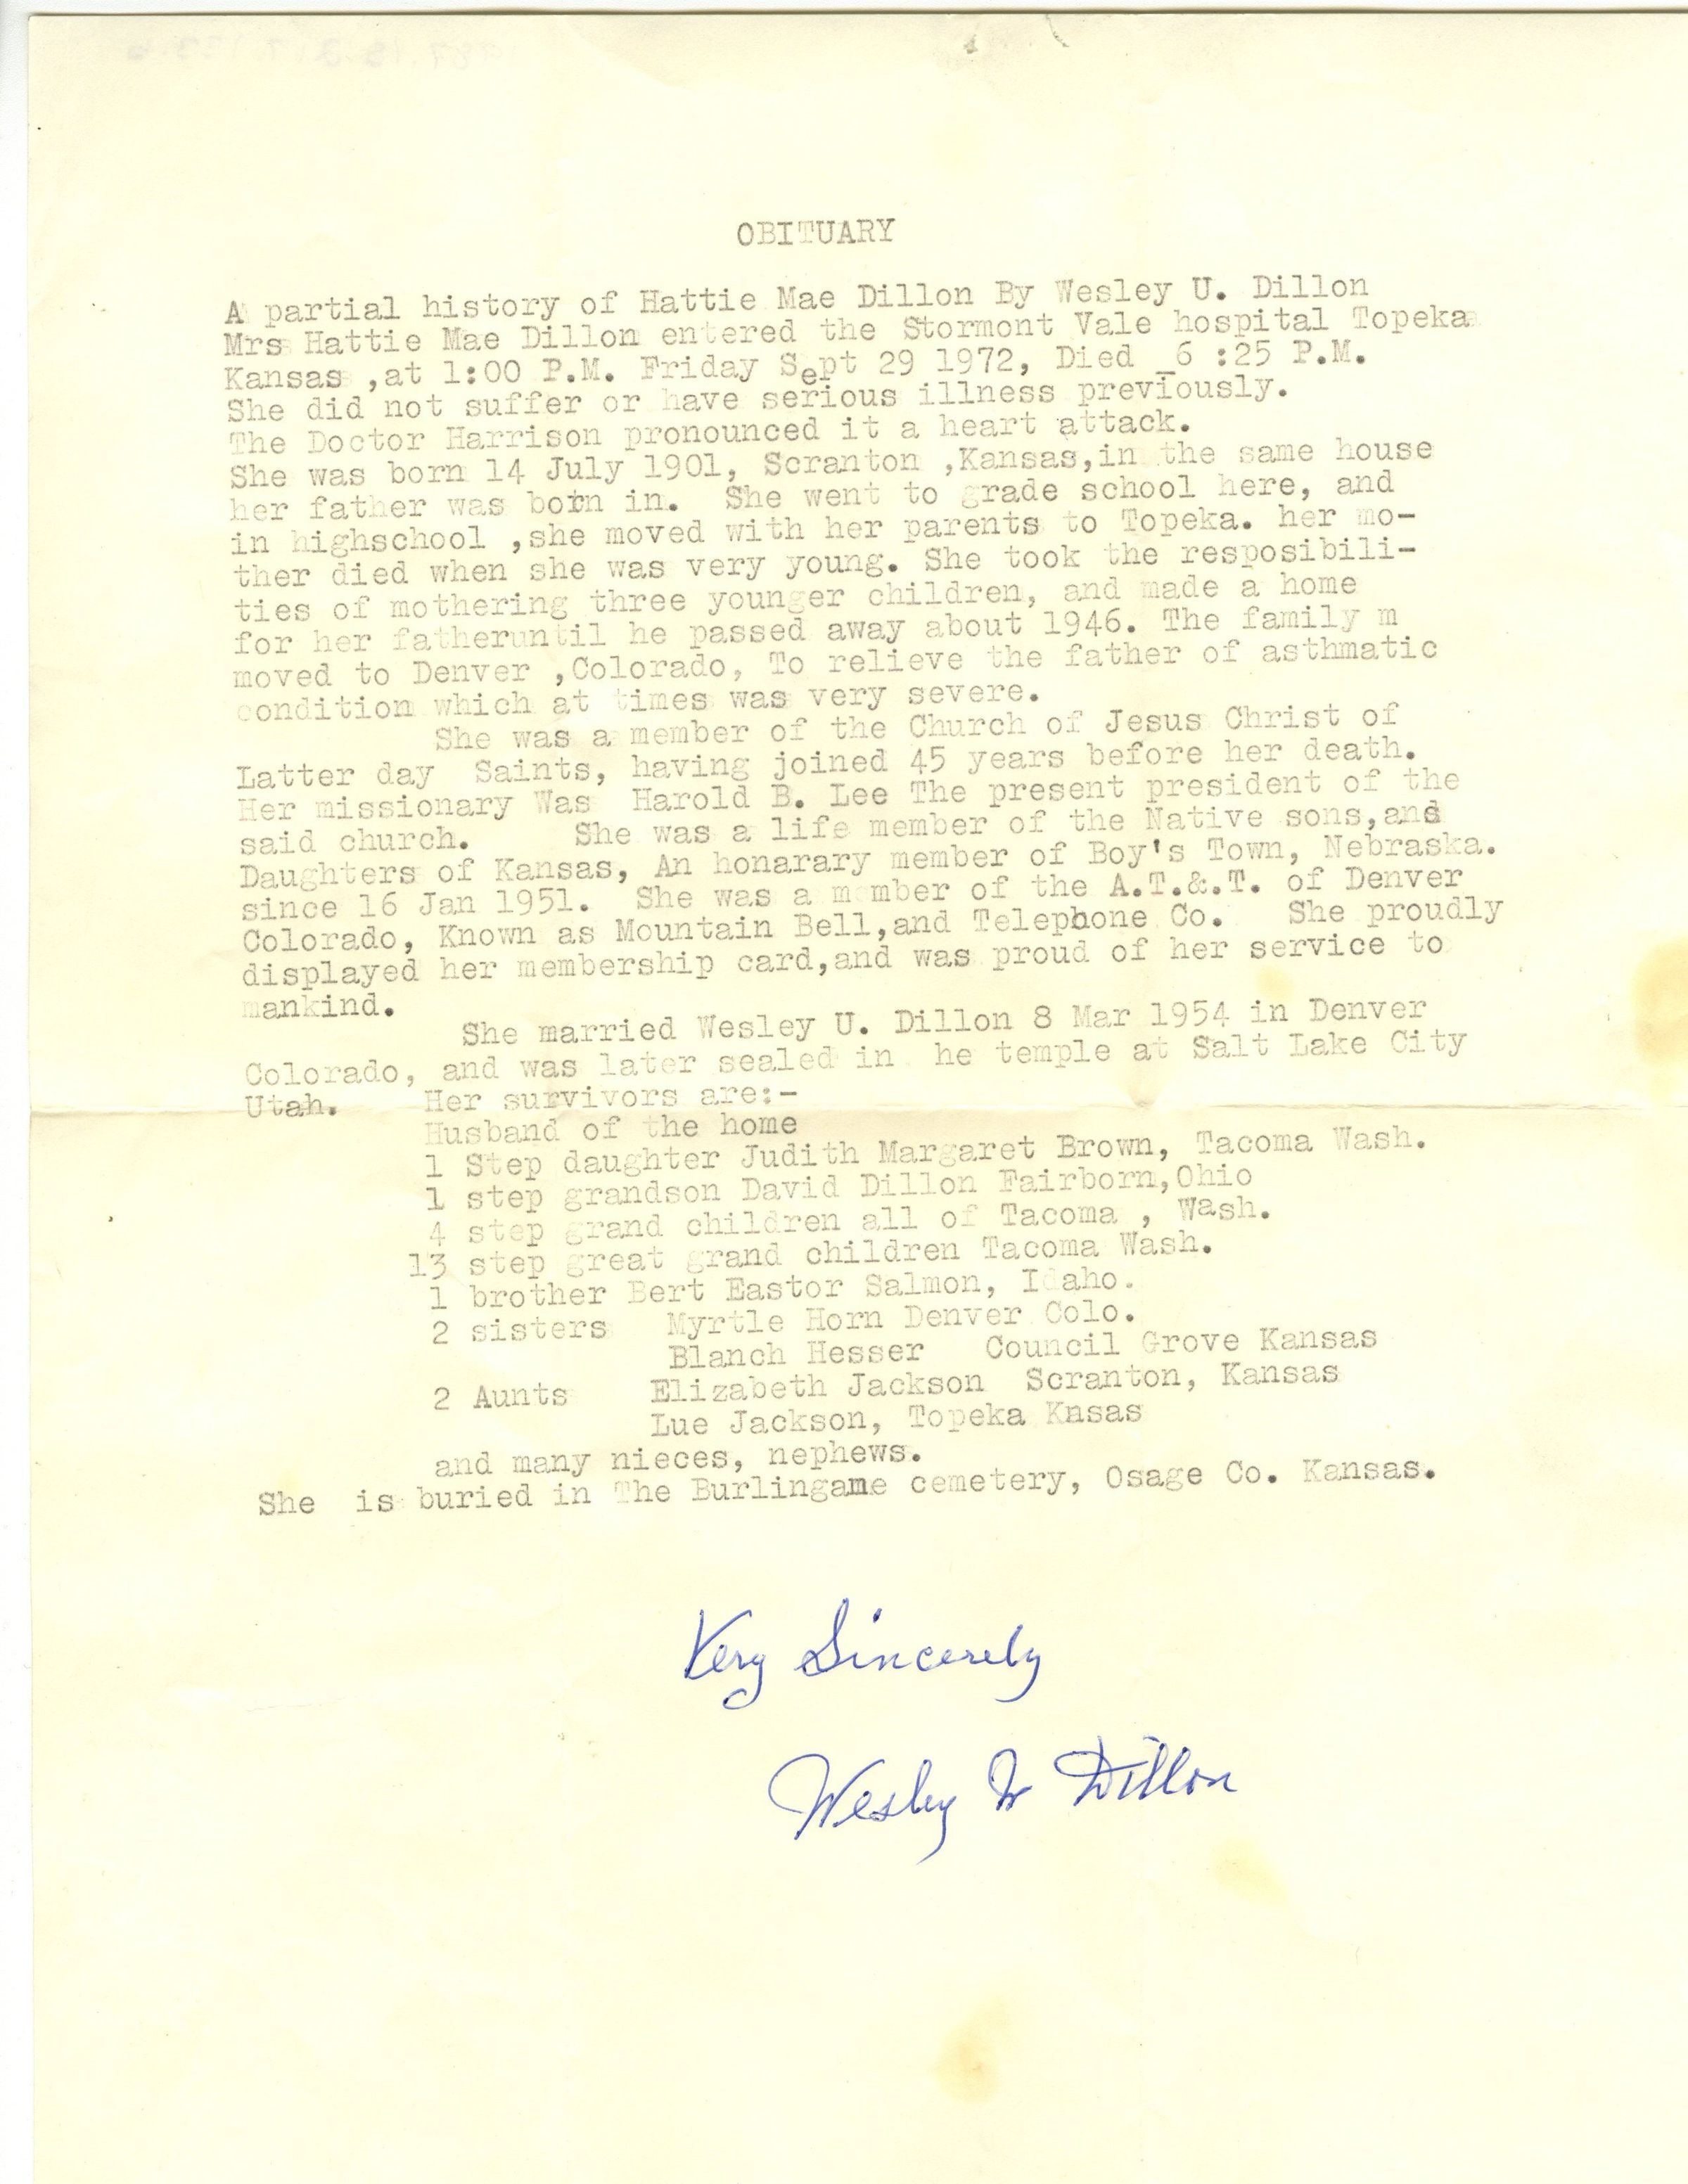 OBITUARY
A partial history of Hattie Mae Dillon By Wesley U. Dillon
Mrs Hattie Mae Dillon entered the Stormont Vale hospital Topeka
Kansas ,at 1:00 P.M. Friday Sept 29 1972, Died _6 :25 P.M.
She did not suffer or have serious illness previously.
The Doctor Harrison pronounced it a heart attack.
She was born 14 July 1901, Scranton ,Kansas,in the same house
her father was born in. She went to grade school here, and
in highschool ,she moved with her parents to Topeka. her mo-
ther died when she was very young. She took the resposibili-
ties of mothering three younger children, and made a home
for her fatheruntil he passed away about 1946. The family m
moved to Denver ,Colorado, To relieve the father of asthmatic
condition which at times was very severe.
She was a member of the Church of Jesus Christ of
Latter day Saints, having joined 45 years before her death.
Her missionary Was Harold B. Lee The present president of the
said church. She was a life member of the Native sons,and
Daughters of Kansas, An honarary member of Boy's Town, Nebraska.
since 16 Jan 1951. She was a member of the A.T.&.T. of Denver
Colorado, Known as Mountain Bell,and Telephone Co. She proudly
displayed her membership card,and was proud of her service to
mankind.
She married Wesley U. Dillon 8 Mar 1954 in Denver
Colorado, and was later sealed in he temple at Salt Lake City
Utah. Her survivors are:-
Husband of the home
1 Step daughter Judith Margaret Brown, Tacoma Wash.
1 step grandson David Dillon Fairborn,Ohio
4 step grand children all of Tacoma , Wash.
13 step great grand children Tacoma Wash.
1 brother Bert Eastor Salmon, Idaho.
2 sisters Myrtle Horn Denver Colo.
Blanch Hesser Council Grove Kansas
2 Aunts Elizabeth Jackson Scranton, Kansas
Lue Jackson, Topeka Knsas
and many nieces, nephews.
She is buried in The Burlingame cemetery, Osage Co. Kansas.
Very Sincerely
Wesley U Dillon